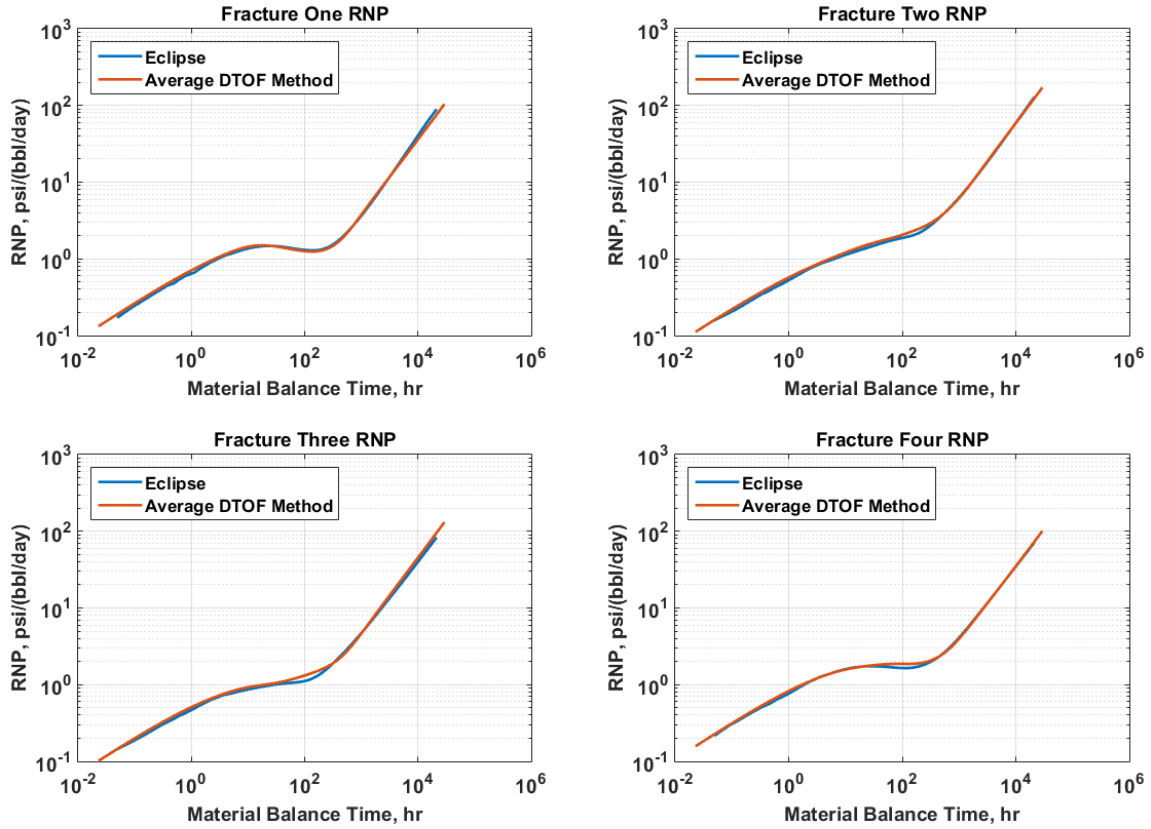 Fracture One RNP
Eclipse
Average DTOF Method
RNP, psi/(bbl/day)
10^3
10^2
10^1
10^0
10^-1
10^-2 10^0 10^2 10^4 10^6
Material Balance Time, hr
Fracture Two RNP
Eclipse
Average DTOF Method
RNP, psi/(bbl/day)
10^3
10^2
10^1
10^0
10^-1
10^-2 10^0 10^2 10^4 10^6
Material Balance Time, hr
Fracture Three RNP
Eclipse
Average DTOF Method
RNP, psi/(bbl/day)
10^3
10^2
10^1
10^0
10^-1
10^-2 10^0 10^2 10^4 10^6
Material Balance Time, hr
Fracture Four RNP
Eclipse
Average DTOF Method
RNP, psi/(bbl/day)
10^3
10^2
10^1
10^0
10^-1
10^-2 10^0 10^2 10^4 10^6
Material Balance Time, hr